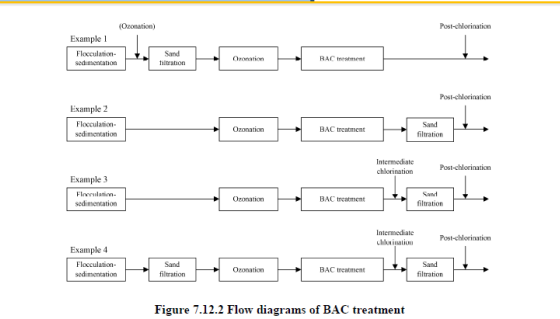 (Ozonation)
Post-chlorination
Example 1
Flocculation-
sedimentation
Sand
filtration
Ozonation
BAC treatment
Post-chlorination
Example 2
Flocculation-
sedimentation
Ozonation
BAC treatment
Sand
filtration
Intermediate
chlorination
Post-chlorination
Example 3
Flocculation-
sedimentation
Ozonation
BAC treatment
Sand
filtration
Intermediate
chlorination
Post-chlorination
Example 4
Flocculation-
sedimentation
Sand
filtration
Ozonation
BAC treatment
Sand
filtration
Figure 7.12.2 Flow diagrams of BAC treatment